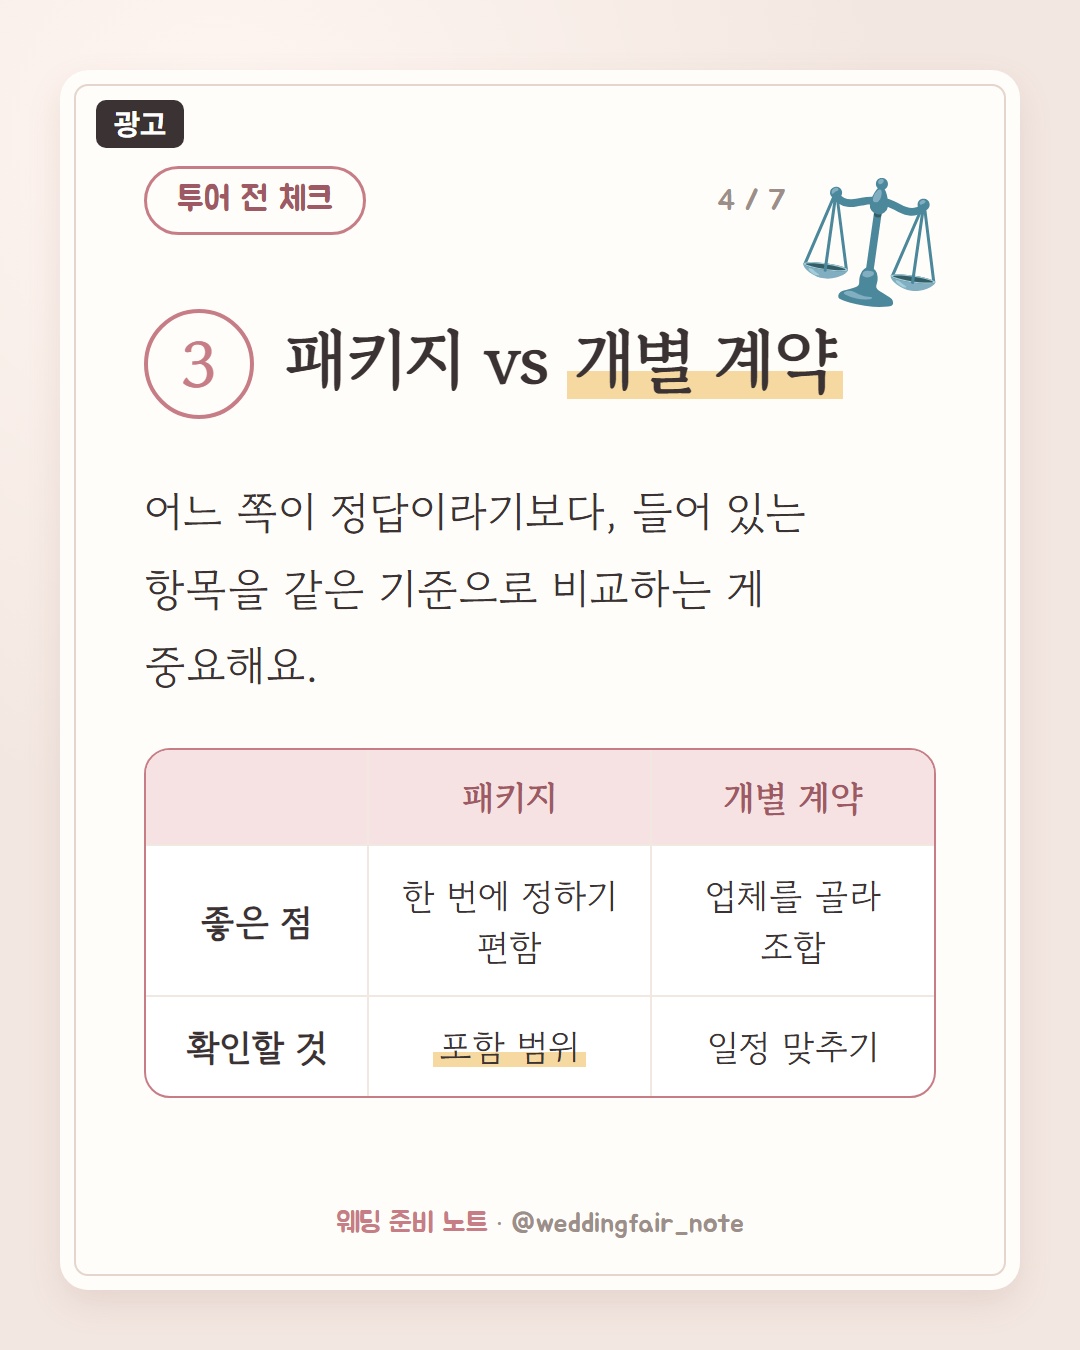 광고
투어 전 체크
4 / 7
3 패키지 vs 개별 계약
어느 쪽이 정답이라기보다, 들어 있는
항목을 같은 기준으로 비교하는 게
중요해요.
패키지 개별 계약
좋은 점
한 번에 정하기
편함
업체를 골라
조합
확인할 것 포함 범위 일정 맞추기
웨딩 준비 노트 · @weddingfair_note